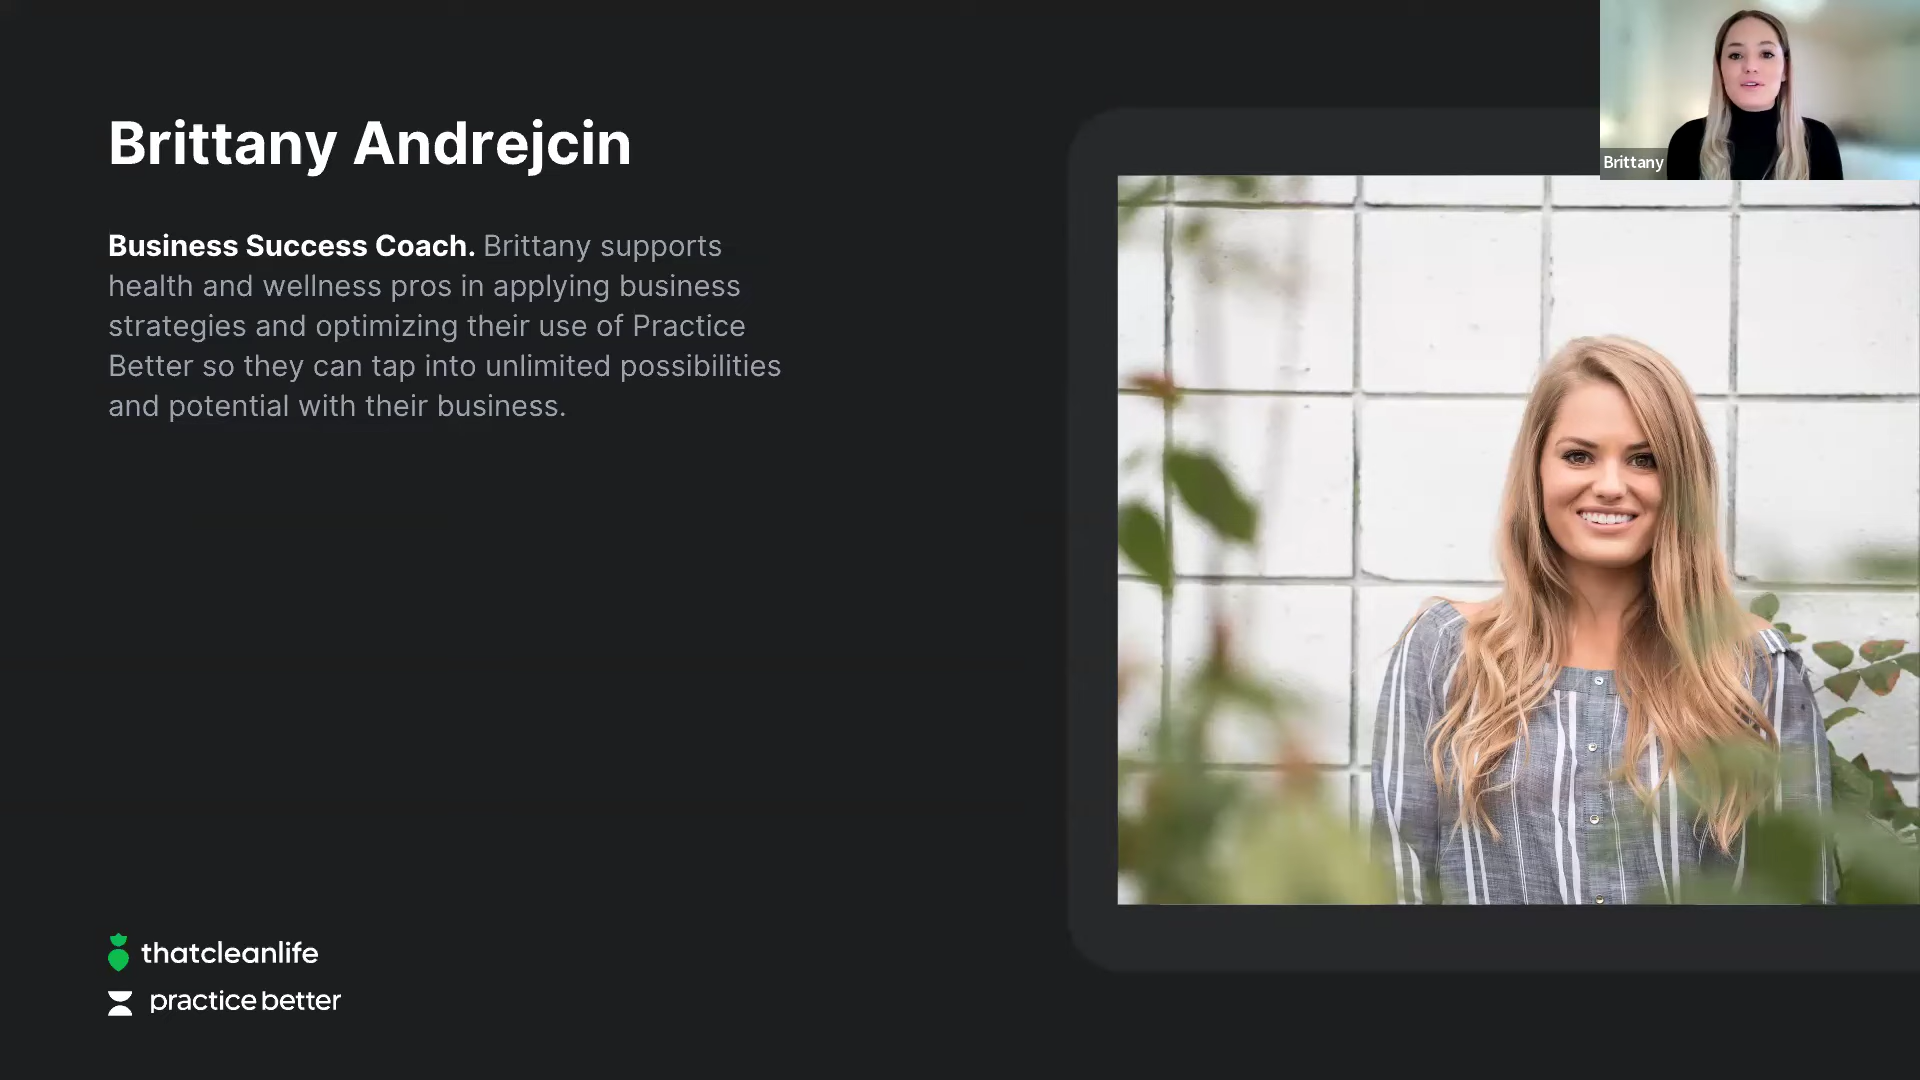 Brittany Andrejcin
Business Success Coach. Brittany supports
health and wellness pros in applying business
strategies and optimizing their use of Practice
Better so they can tap into unlimited possibilities
and potential with their business.
Brittany
thatcleanlife
practice better